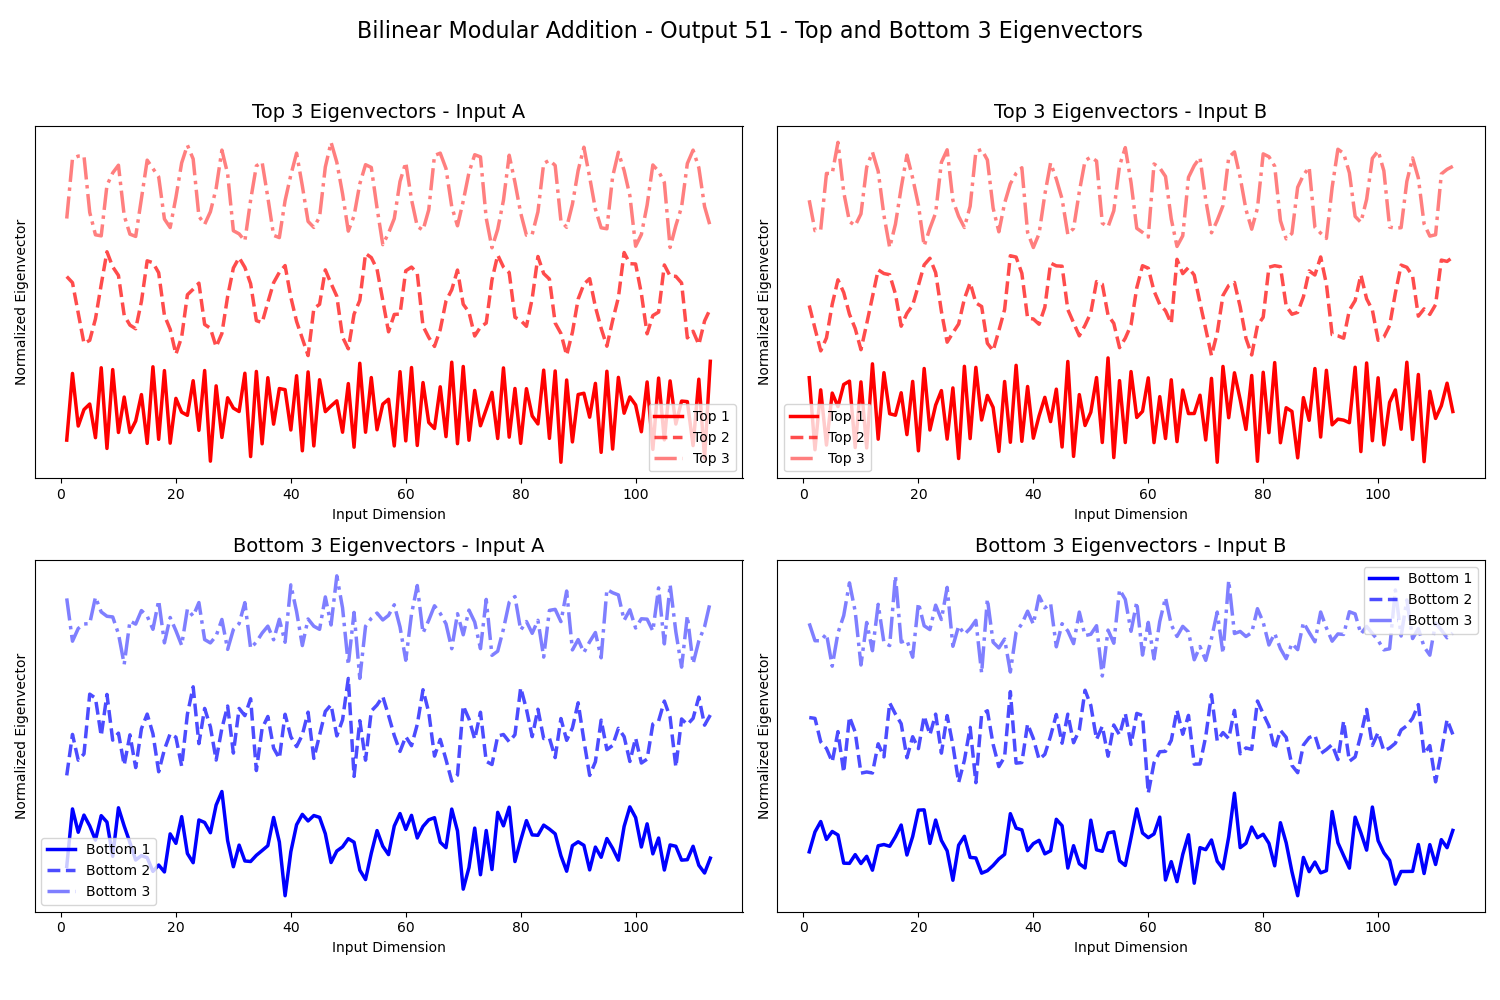 Bilinear Modular Addition - Output 51 - Top and Bottom 3 Eigenvectors
Top 3 Eigenvectors - Input A
Normalized Eigenvector
Top 1
Top 2
Top 3
0 20 40 60 80 100
Input Dimension
Top 3 Eigenvectors - Input B
Normalized Eigenvector
Top 1
Top 2
Top 3
0 20 40 60 80 100
Input Dimension
Bottom 3 Eigenvectors - Input A
Normalized Eigenvector
Bottom 1
Bottom 2
Bottom 3
0 20 40 60 80 100
Input Dimension
Bottom 3 Eigenvectors - Input B
Normalized Eigenvector
Bottom 1
Bottom 2
Bottom 3
0 20 40 60 80 100
Input Dimension